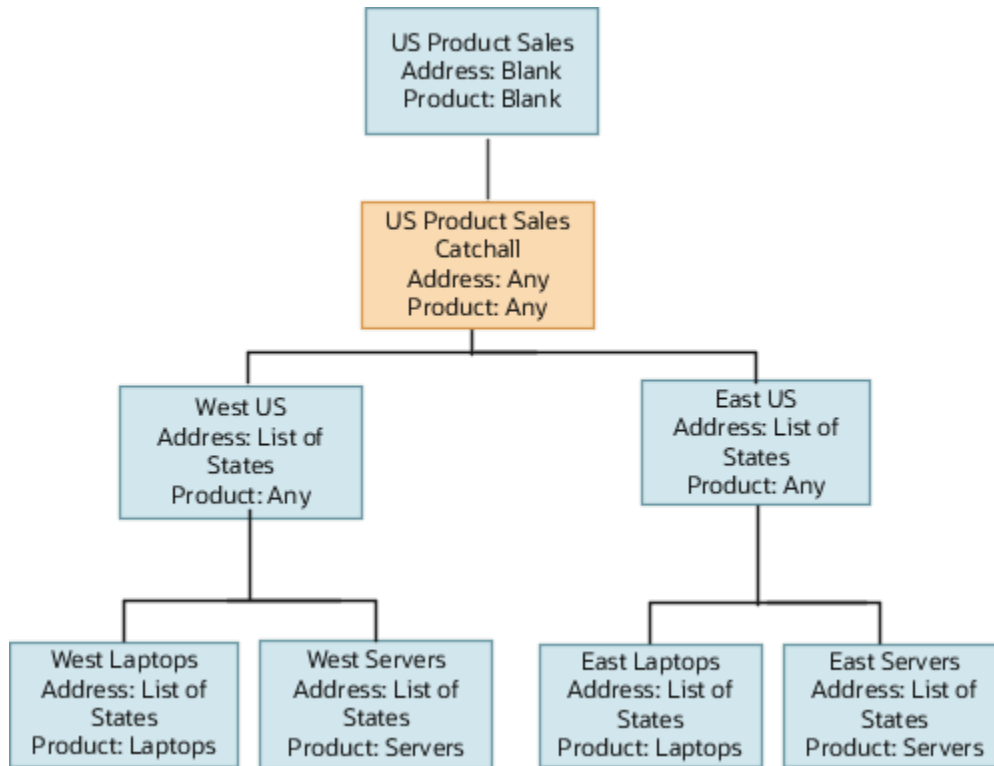 US Product Sales
Address: Blank
Product: Blank
US Product Sales
Catchall
Address: Any
Product: Any
West US
Address: List of
States
Product: Any
East US
Address: List of
States
Product: Any
West Laptops
Address: List of
States
Product: Laptops
West Servers
Address: List of
States
Product: Servers
East Laptops
Address: List of
States
Product: Laptops
East Servers
Address: List of
States
Product: Servers